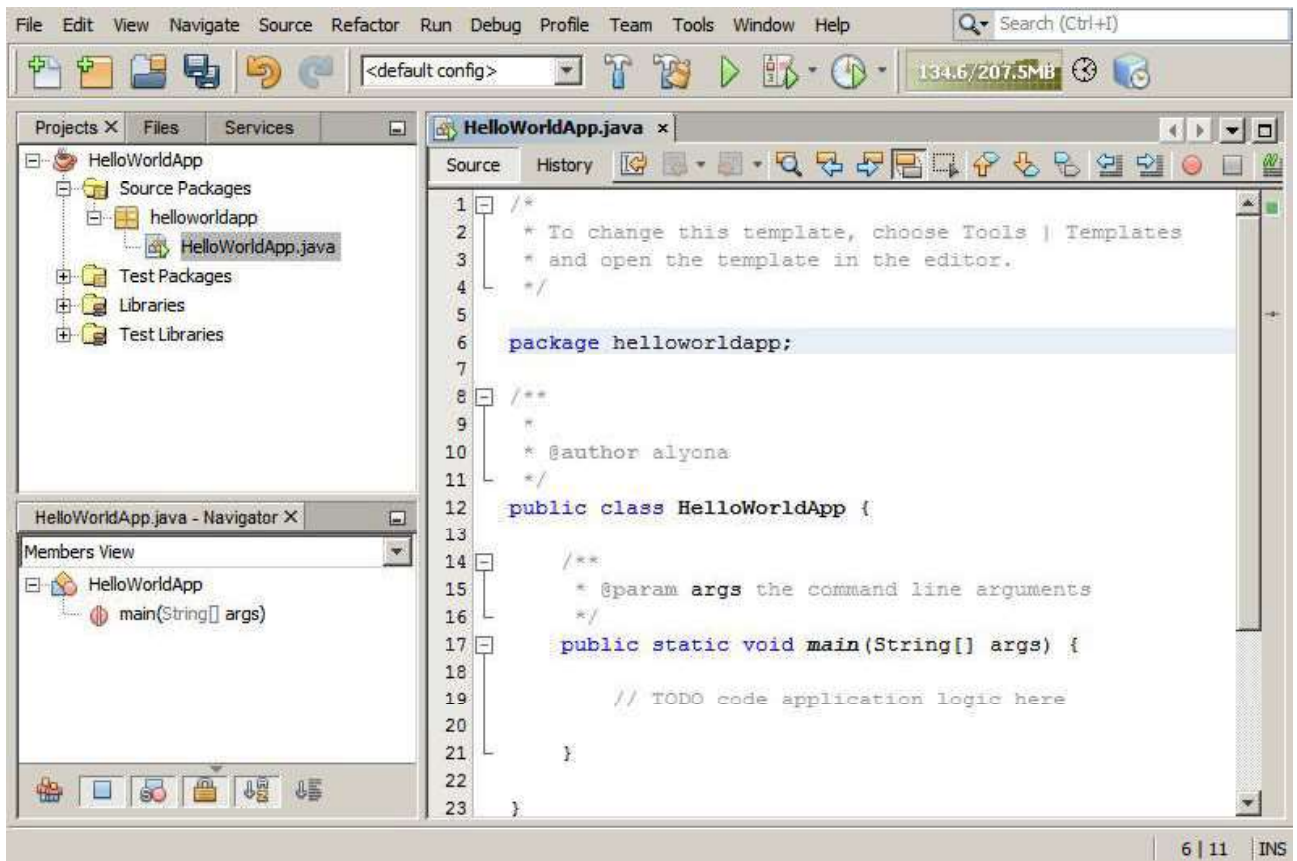 File Edit View Navigate Source Refactor Run Debug Profile Team Tools Window Help Search (Ctrl+I)
<default config> 134.6/207.5MB
Projects Files Services
HelloWorldApp
Source Packages
helloworldapp
HelloWorldApp.java
Test Packages
Libraries
Test Libraries
HelloWorldApp.java - Navigator
Members View
HelloWorldApp
main(String[] args)
HelloWorldApp.java
Source History
1 /*
2  * To change this template, choose Tools | Templates
3  * and open the template in the editor.
4  */
5
6 package helloworldapp;
7
8 /**
9  *
10  * @author alyona
11  */
12 public class HelloWorldApp {
13
14     /**
15      * @param args the command line arguments
16      */
17     public static void main(String[] args) {
18
19         // TODO code application logic here
20
21     }
22
23 }
6 | 11 INS